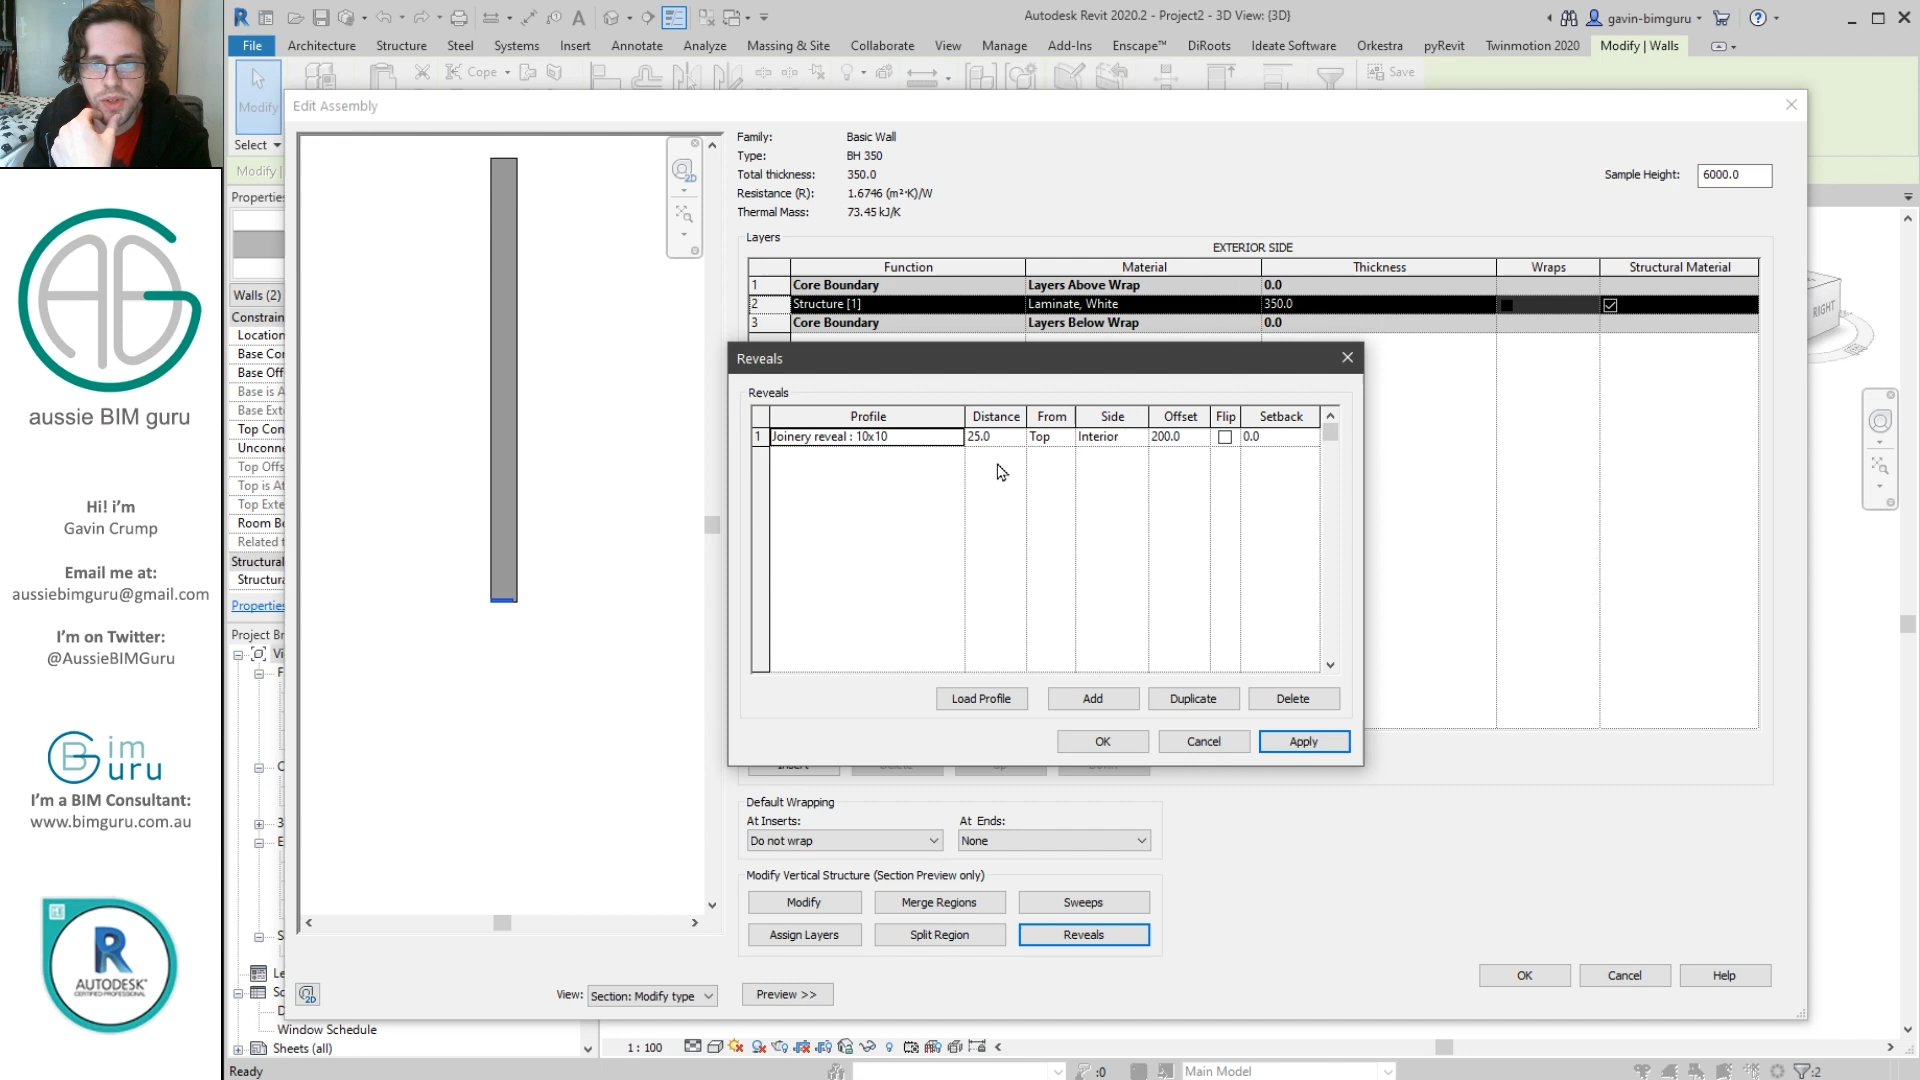 Autodesk Revit 2020.2 - Project2 - 3D View: {3D}
gavin-bimguru
File Architecture Structure Steel Systems Insert Annotate Analyze Massing & Site Collaborate View Manage Add-Ins Enscape™ DiRoots Ideate Software Orkestra pyRevit Twinmotion 2020 Modify | Walls
Modify
Cope
Save
Select
Modify |
Edit Assembly
Properties
Walls (2)
Constrain
Location
Base Con
Base Off
Base is A
Base Ext
Top Con
Unconne
Top Offs
Top is At
Top Exte
Room Bo
Related t
Structural
Structura
Properties
Project Br
Window Schedule
Sheets (all)
Family: Basic Wall
Type: BH 350
Total thickness: 350.0
Resistance (R): 1.6746 (m²·K)/W
Thermal Mass: 73.45 kJ/K
Sample Height: 6000.0
Layers
EXTERIOR SIDE
Function Material Thickness Wraps Structural Material
1 Core Boundary Layers Above Wrap 0.0
2 Structure [1] Laminate, White 350.0
3 Core Boundary Layers Below Wrap 0.0
Reveals
Reveals
Profile Distance From Side Offset Flip Setback
1 Joinery reveal : 10x10 25.0 Top Interior 200.0 0.0
Load Profile Add Duplicate Delete
OK Cancel Apply
Default Wrapping
At Inserts: At Ends:
Do not wrap None
Modify Vertical Structure (Section Preview only)
Modify Merge Regions Sweeps
Assign Layers Split Region Reveals
OK Cancel Help
View: Section: Modify type Preview >>
1 : 100
Ready
:0
Main Model
:2
RIGHT
aussie BIM guru
Hi! i'm
Gavin Crump
Email me at:
aussiebimguru@gmail.com
I'm on Twitter:
@AussieBIMGuru
Bim
Guru
I'm a BIM Consultant:
www.bimguru.com.au
R
AUTODESK
CERTIFIED PROFESSIONAL